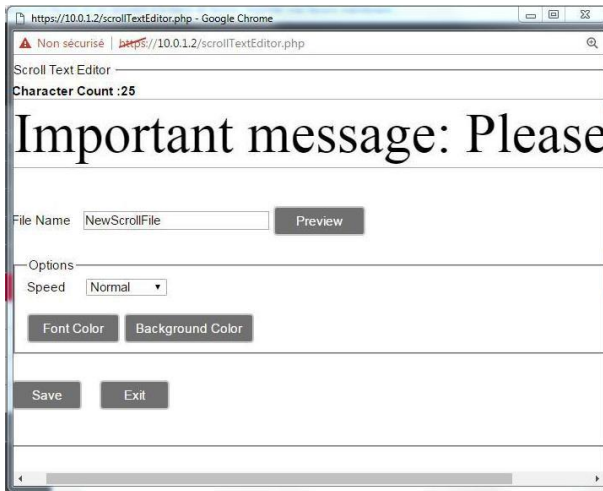 https://10.0.1.2/scrollTextEditor.php - Google Chrome
Non sécurisé | https://10.0.1.2/scrollTextEditor.php
Scroll Text Editor
Character Count :25
Important message: Please
File Name NewScrollFile Preview
Options
Speed Normal
Font Color Background Color
Save Exit